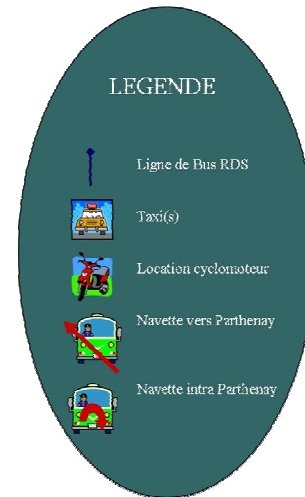 LEGENDE
Ligne de Bus RDS
Taxi(s)
Location cyclomoteur
Navette vers Parthenay
Navette intra Parthenay